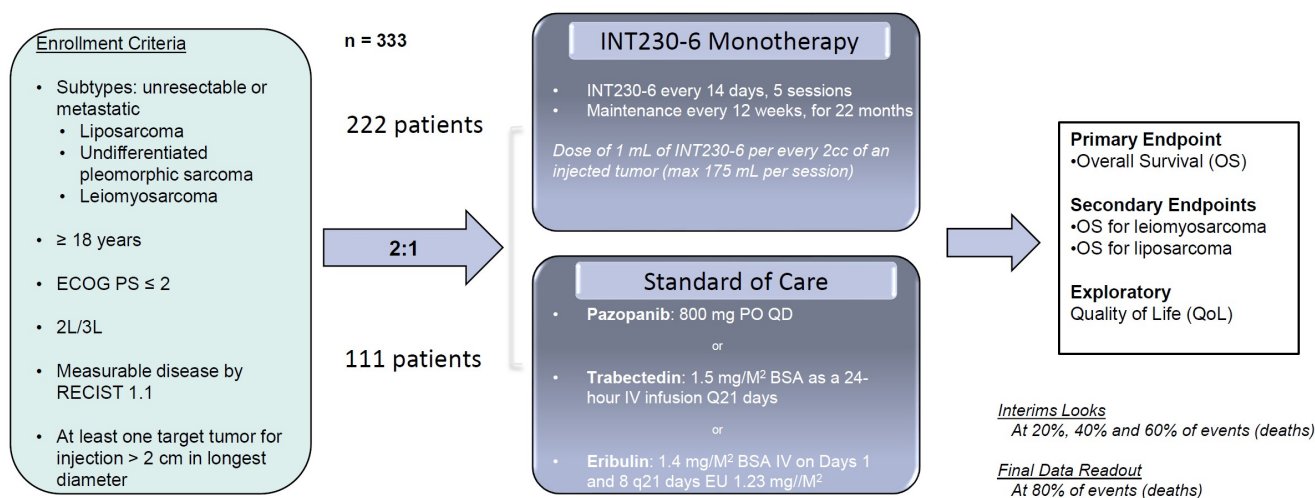 Enrollment Criteria
• Subtypes: unresectable or
metastatic
• Liposarcoma
• Undifferentiated
pleomorphic sarcoma
• Leiomyosarcoma
• ≥ 18 years
• ECOG PS ≤ 2
• 2L/3L
• Measurable disease by
RECIST 1.1
• At least one target tumor for
injection > 2 cm in longest
diameter
n = 333
222 patients
2:1
111 patients
INT230-6 Monotherapy
• INT230-6 every 14 days, 5 sessions
• Maintenance every 12 weeks, for 22 months
Dose of 1 mL of INT230-6 per every 2cc of an
injected tumor (max 175 mL per session)
Standard of Care
• Pazopanib: 800 mg PO QD
or
• Trabectedin: 1.5 mg/M² BSA as a 24-
hour IV infusion Q21 days
or
• Eribulin: 1.4 mg/M² BSA IV on Days 1
and 8 q21 days EU 1.23 mg//M²
Primary Endpoint
•Overall Survival (OS)
Secondary Endpoints
•OS for leiomyosarcoma
•OS for liposarcoma
Exploratory
Quality of Life (QoL)
Interims Looks
At 20%, 40% and 60% of events (deaths)
Final Data Readout
At 80% of events (deaths)